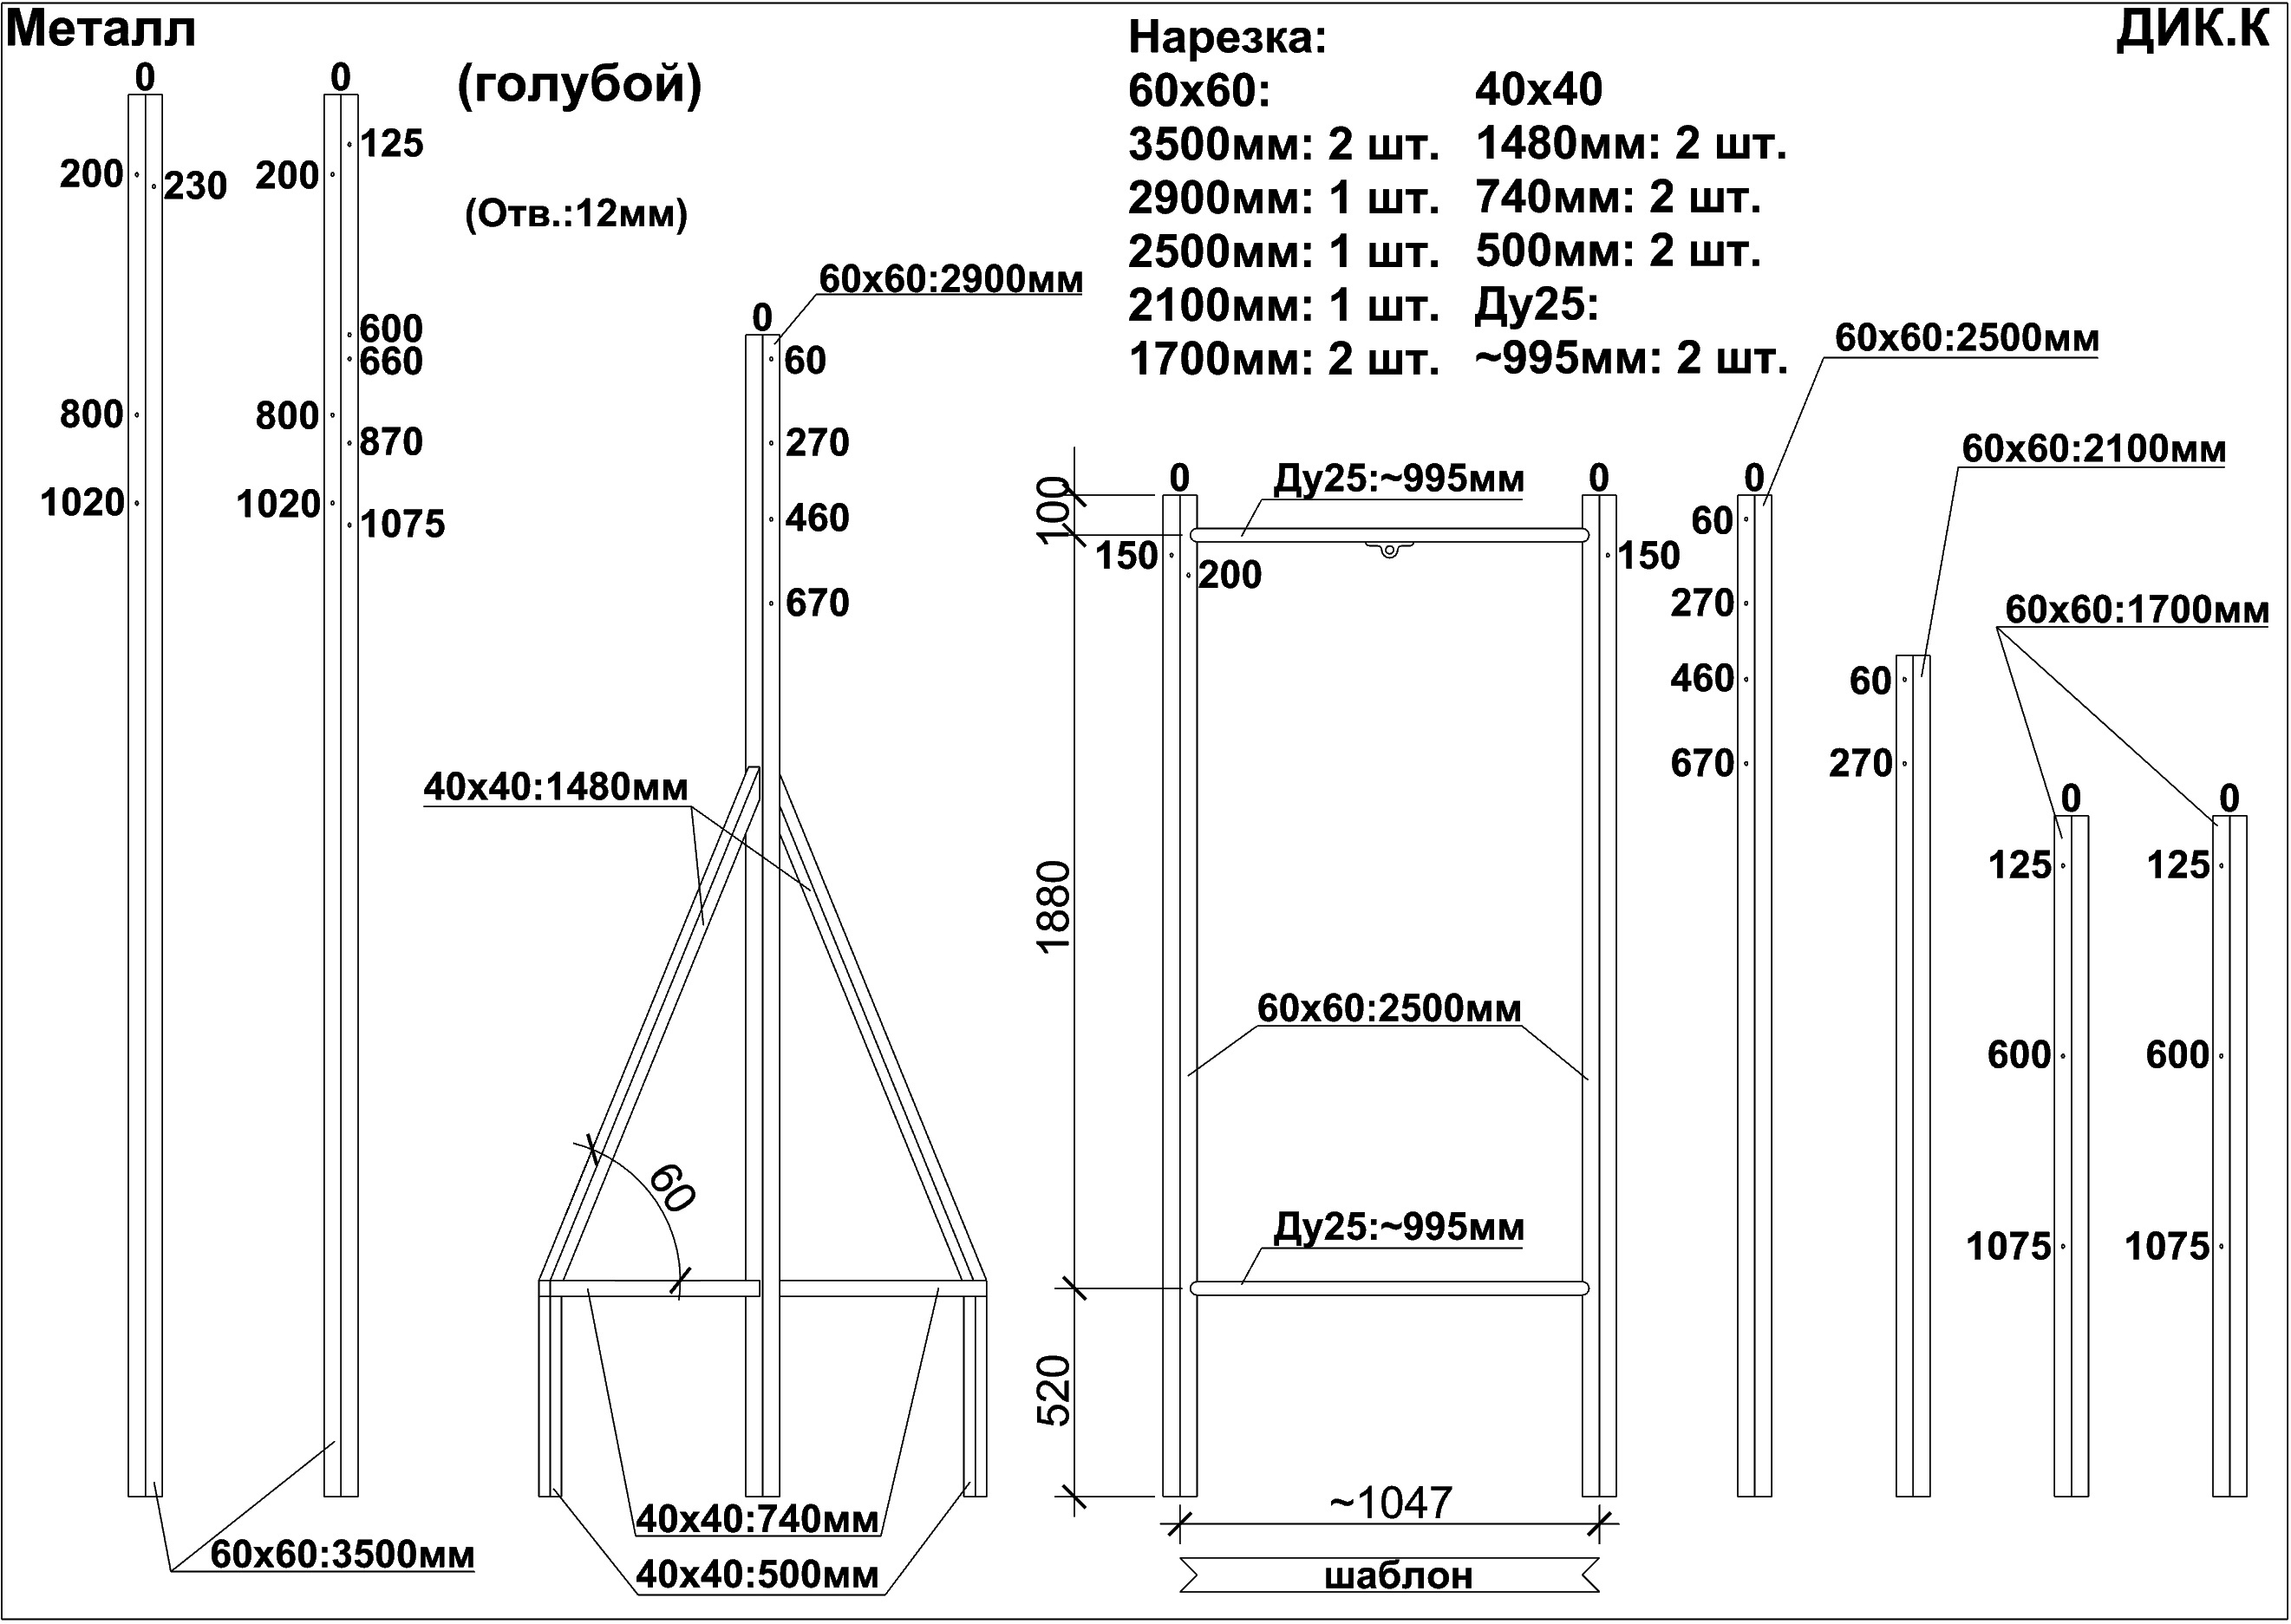 Металл
ДИК.К
(голубой)
(Отв.:12мм)
Нарезка:
60х60:
3500мм: 2 шт.
2900мм: 1 шт.
2500мм: 1 шт.
2100мм: 1 шт.
1700мм: 2 шт.
40х40
1480мм: 2 шт.
740мм: 2 шт.
500мм: 2 шт.
Ду25:
~995мм: 2 шт.
0
200
230
800
1020
0
125
200
600
660
800
870
1020
1075
60х60:3500мм
60х60:2900мм
0
60
270
460
670
40х40:1480мм
60
40х40:740мм
40х40:500мм
100
1880
520
0
0
Ду25:~995мм
150
200
150
60х60:2500мм
Ду25:~995мм
~1047
шаблон
60х60:2500мм
0
60
270
460
670
60х60:2100мм
60
270
60х60:1700мм
0
125
600
1075
0
125
600
1075